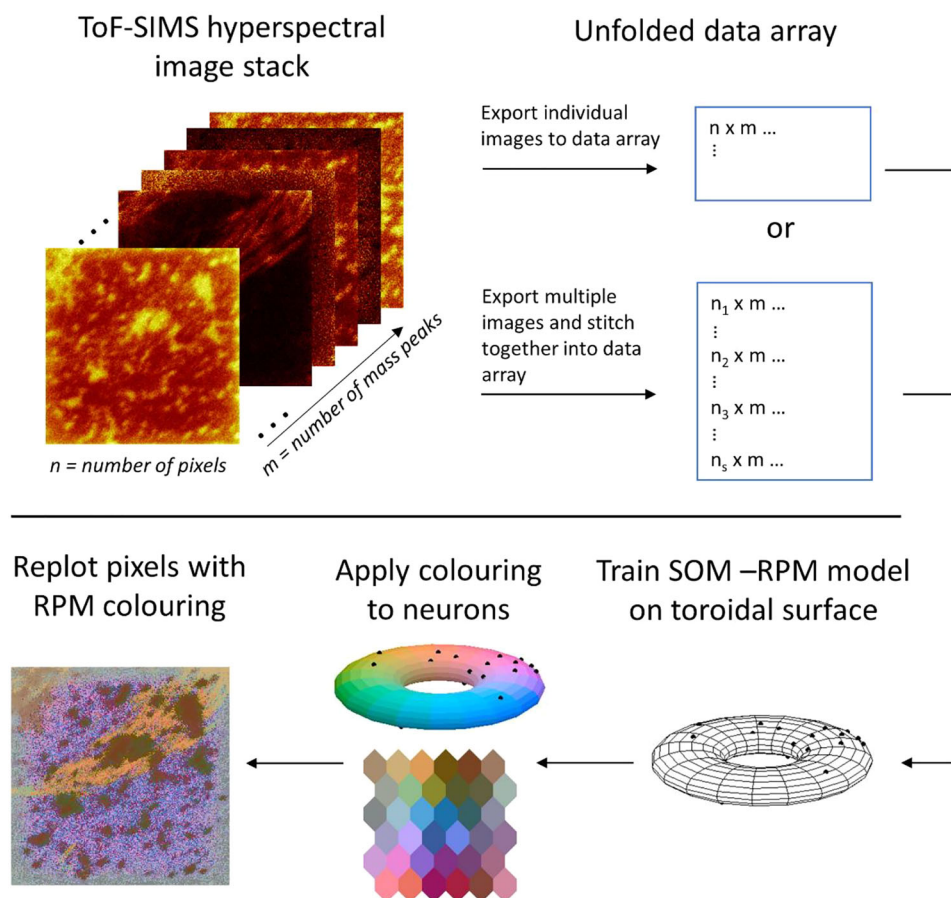 ToF-SIMS hyperspectral
image stack
Unfolded data array
Export individual
images to data array
n x m ...
⋮
or
Export multiple
images and stitch
together into data
array
n₁ x m ...
⋮
n₂ x m ...
⋮
n₃ x m ...
⋮
nₛ x m ...
n = number of pixels
m = number of mass peaks
Replot pixels with
RPM colouring
Apply colouring
to neurons
Train SOM –RPM model
on toroidal surface